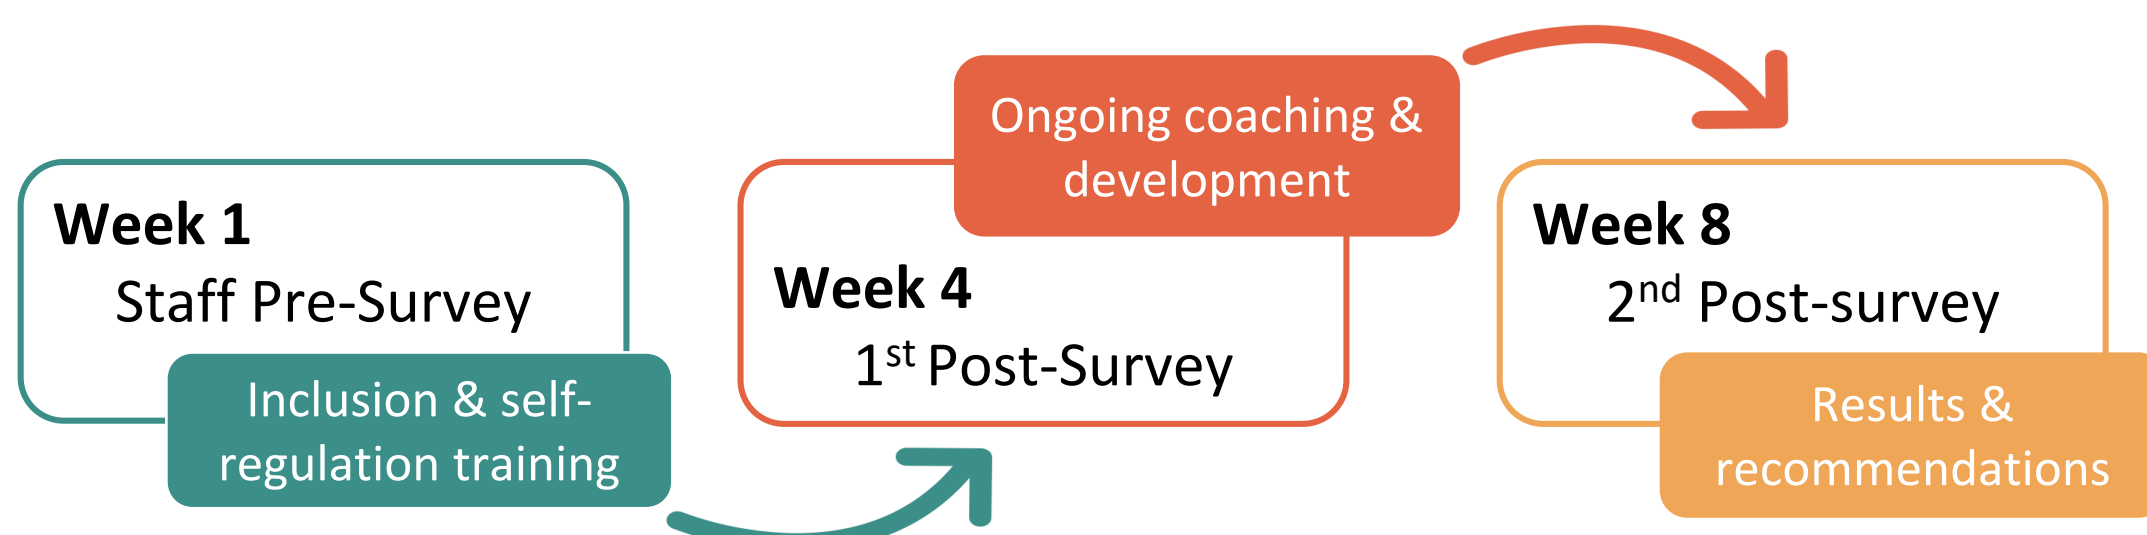 Week 1
Staff Pre-Survey
Inclusion & self-
regulation training
Ongoing coaching &
development
Week 4
1st Post-Survey
Week 8
2nd Post-survey
Results &
recommendations